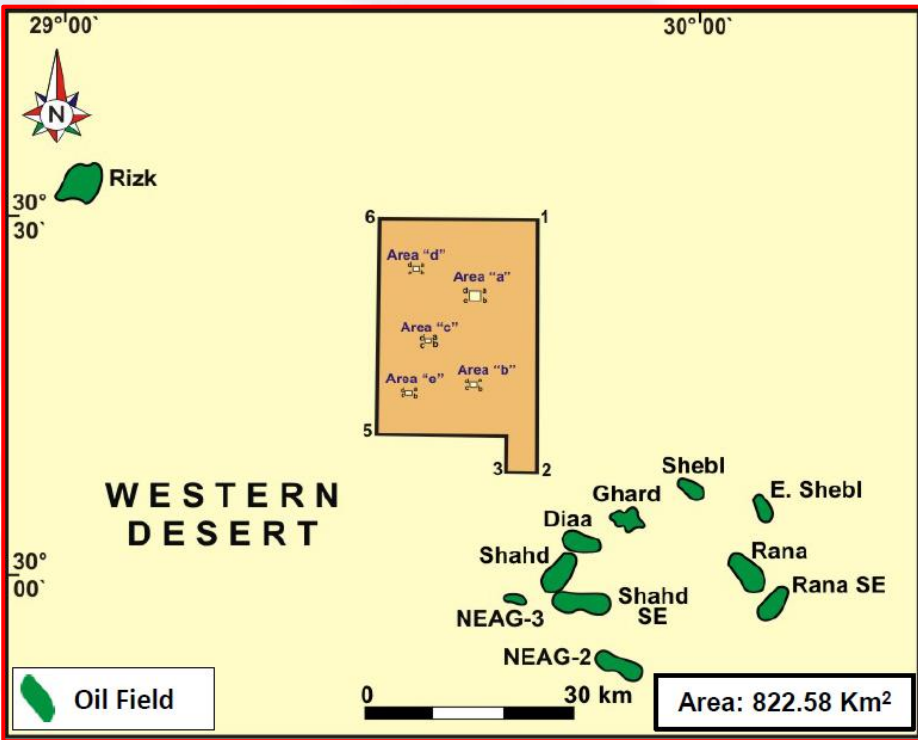 29°00` 30°00`
N
Rizk
30°
30`
6 1
Area "d"
d a
c b
Area "a"
d a
c b
Area "c"
d a
c b
Area "b"
d a
c b
Area "e"
d a
c b
5
3 2
WESTERN
DESERT
Shebl
E. Shebl
Ghard
Diaa
Shahd
Rana
30°
00`
Rana SE
Shahd
SE
NEAG-3
NEAG-2
Oil Field
0 30 km
Area: 822.58 Km²